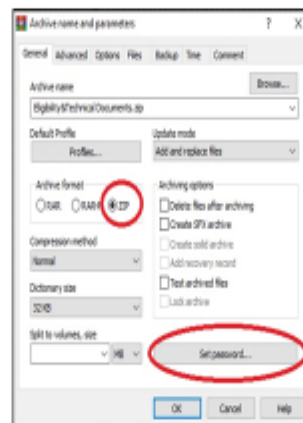 Archive name and parameters ? X
General Advanced Options Files Backup Time Comment
Archive name
Browse...
Eligibility&TechnicalDocuments.zip
Default Profile
Profiles...
Update mode
Add and replace files
Archive format
RAR RAR4 ZIP
Compression method
Normal
Dictionary size
32 KB
Split to volumes, size
MB
Archiving options
Delete files after archiving
Create SFX archive
Create solid archive
Add recovery record
Test archived files
Lock archive
Set password...
OK Cancel Help